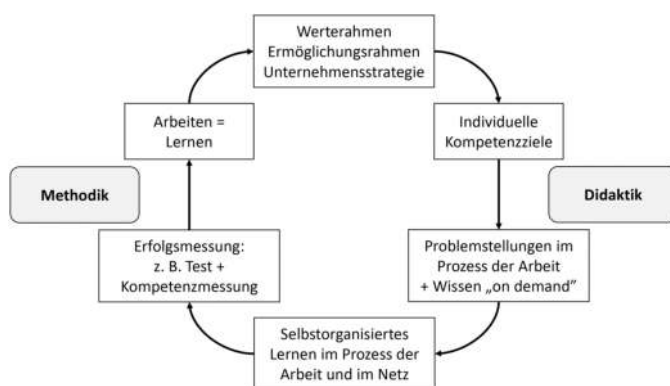 Werterahmen
Ermöglichungsrahmen
Unternehmensstrategie
Individuelle
Kompetenzziele
Didaktik
Problemstellungen im
Prozess der Arbeit
+ Wissen „on demand”
Selbstorganisiertes
Lernen im Prozess der
Arbeit und im Netz
Erfolgsmessung:
z. B. Test +
Kompetenzmessung
Methodik
Arbeiten =
Lernen